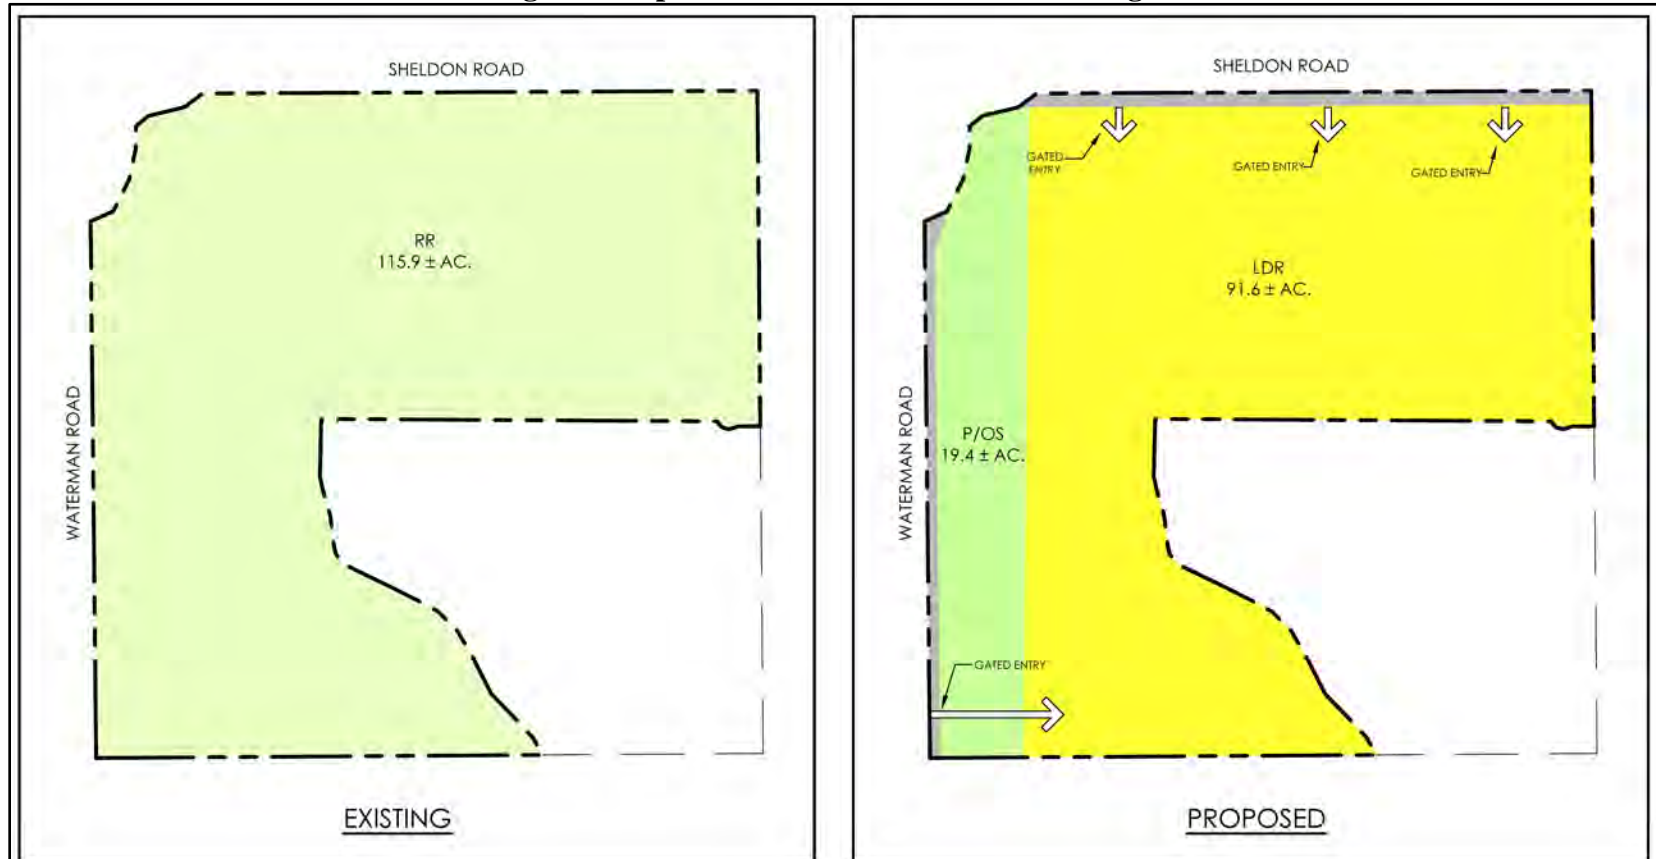 SHELDON ROAD
RR
115.9 ± AC.
WATERMAN ROAD
EXISTING
SHELDON ROAD
GATED
ENTRY
GATED ENTRY
GATED ENTRY
LDR
91.6 ± AC.
P/OS
19.4 ± AC.
WATERMAN ROAD
GATED ENTRY
PROPOSED